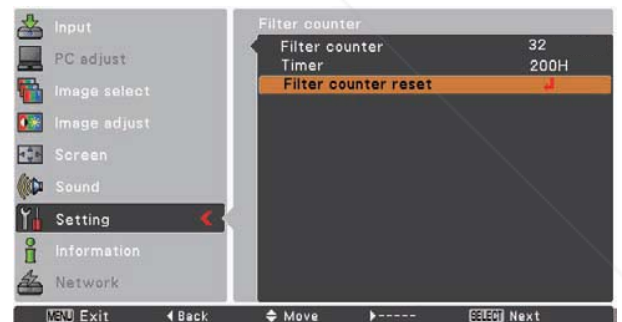 Input
PC adjust
Image select
Image adjust
Screen
Sound
Setting
Information
Network
Filter counter
Filter counter 32
Timer 200H
Filter counter reset
MENU Exit Back Move ----- SELECT Next